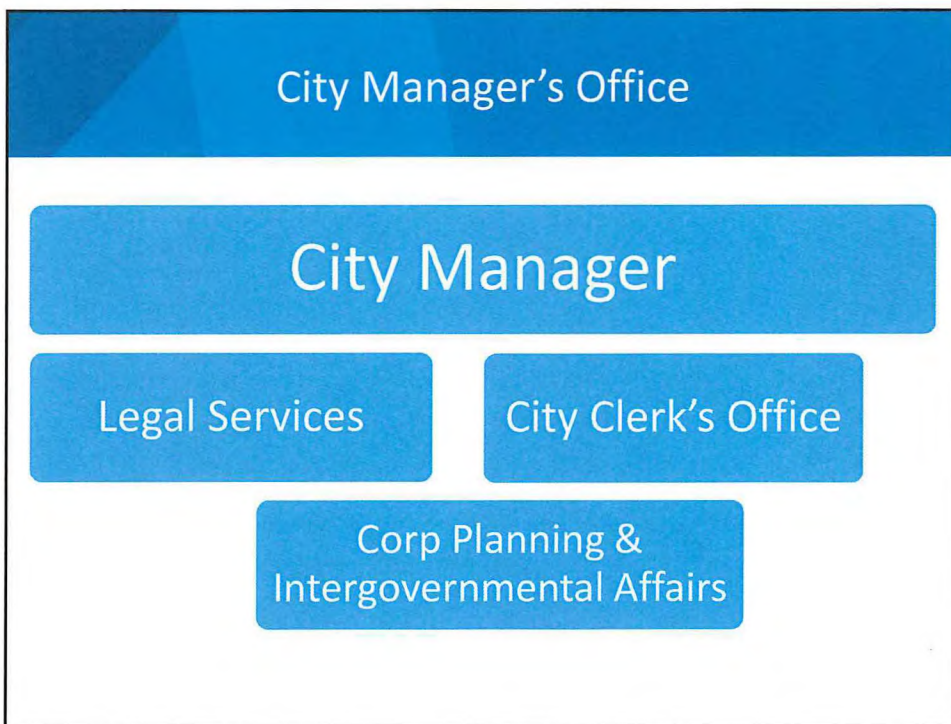 City Manager’s Office
City Manager
Legal Services
City Clerk’s Office
Corp Planning &
Intergovernmental Affairs